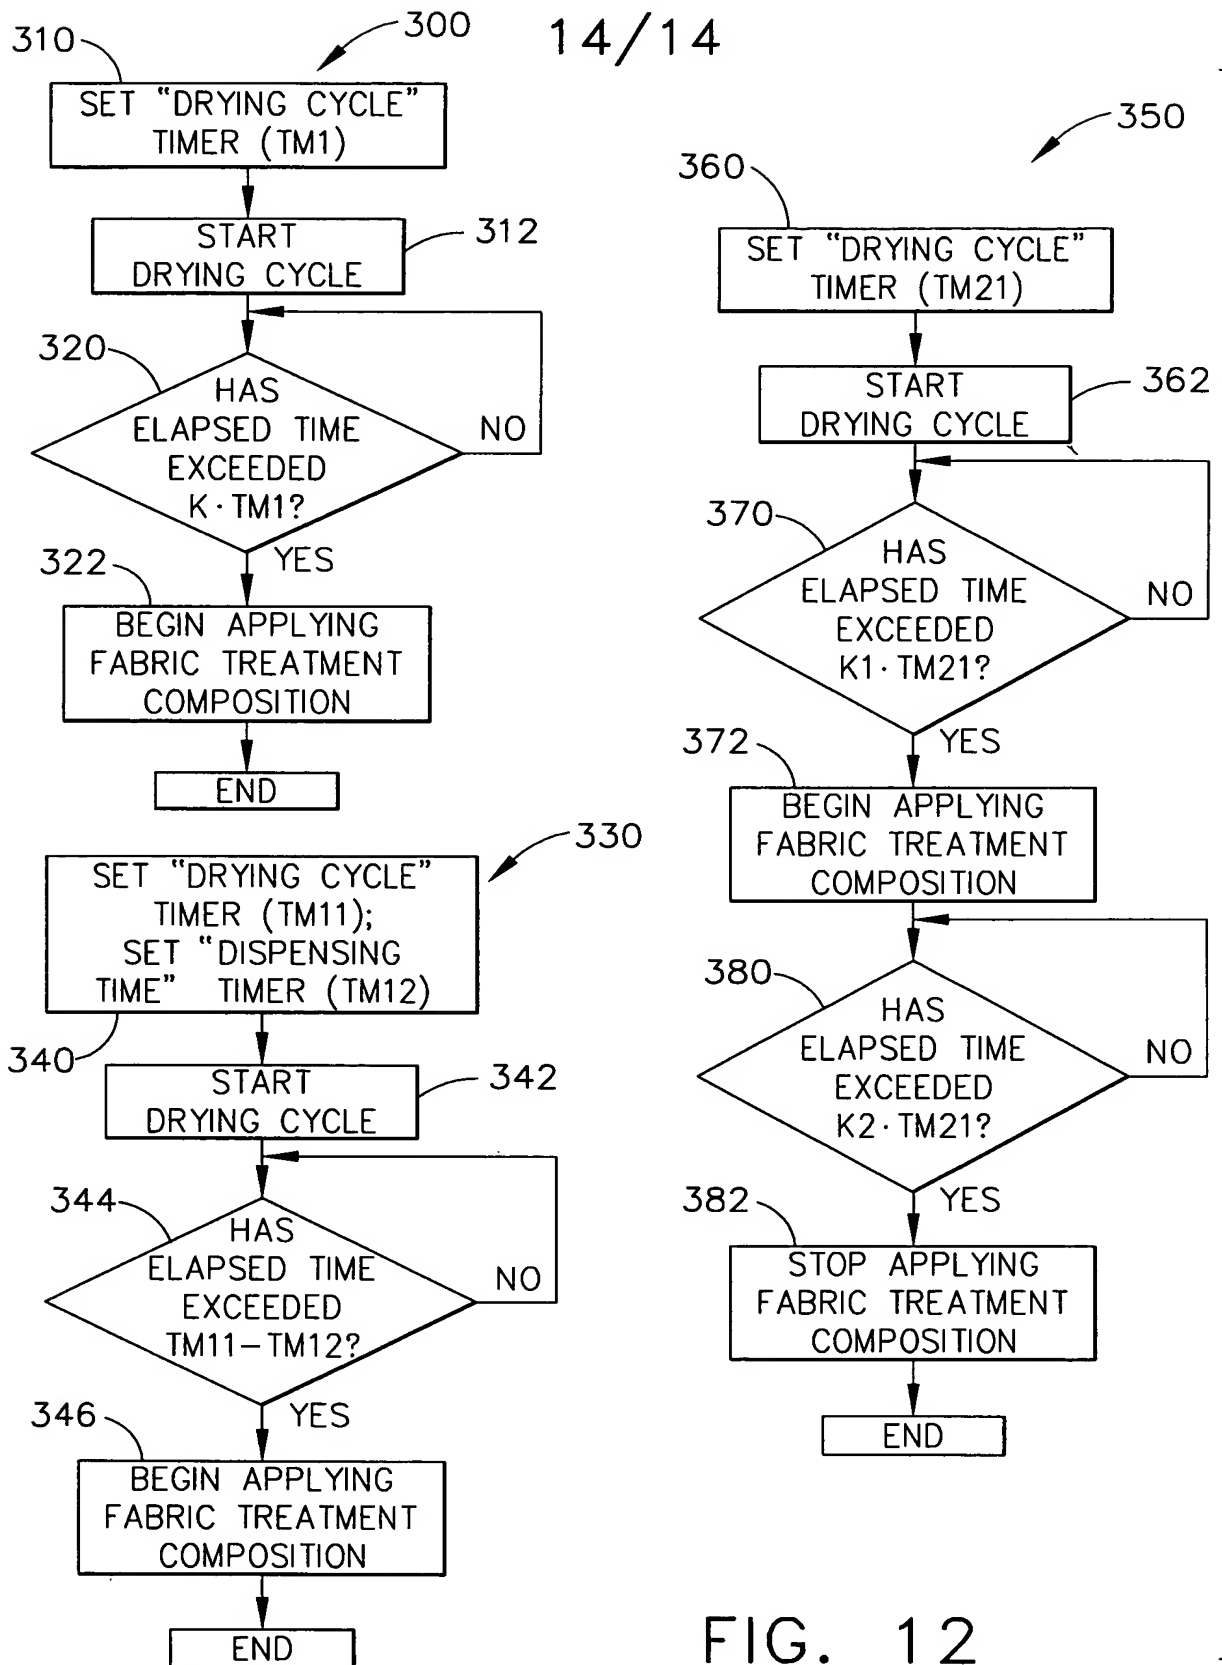 14/14
300
310
SET "DRYING CYCLE"
TIMER (TM1)
312
START
DRYING CYCLE
320
HAS
ELAPSED TIME
EXCEEDED
K·TM1?
NO
YES
322
BEGIN APPLYING
FABRIC TREATMENT
COMPOSITION
END
330
SET "DRYING CYCLE"
TIMER (TM11);
SET "DISPENSING
TIME" TIMER (TM12)
340
342
START
DRYING CYCLE
344
HAS
ELAPSED TIME
EXCEEDED
TM11-TM12?
NO
YES
346
BEGIN APPLYING
FABRIC TREATMENT
COMPOSITION
END
350
360
SET "DRYING CYCLE"
TIMER (TM21)
362
START
DRYING CYCLE
370
HAS
ELAPSED TIME
EXCEEDED
K1·TM21?
NO
YES
372
BEGIN APPLYING
FABRIC TREATMENT
COMPOSITION
380
HAS
ELAPSED TIME
EXCEEDED
K2·TM21?
NO
YES
382
STOP APPLYING
FABRIC TREATMENT
COMPOSITION
END
FIG. 12